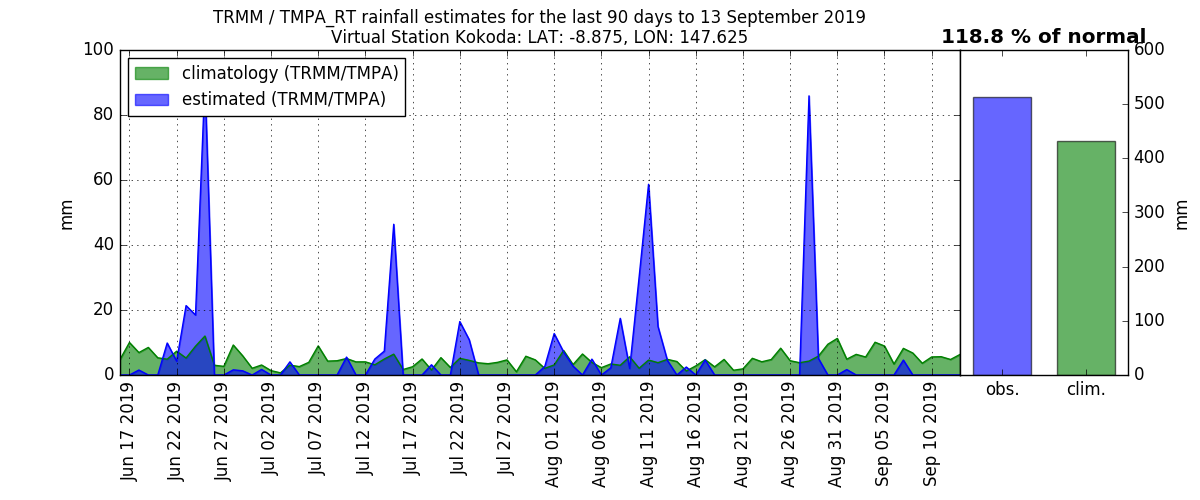 TRMM / TMPA_RT rainfall estimates for the last 90 days to 13 September 2019
Virtual Station Kokoda: LAT: -8.875, LON: 147.625
118.8 % of normal
climatology (TRMM/TMPA)
estimated (TRMM/TMPA)
100
80
60
40
20
0
mm
Jun 17 2019
Jun 22 2019
Jun 27 2019
Jul 02 2019
Jul 07 2019
Jul 12 2019
Jul 17 2019
Jul 22 2019
Jul 27 2019
Aug 01 2019
Aug 06 2019
Aug 11 2019
Aug 16 2019
Aug 21 2019
Aug 26 2019
Aug 31 2019
Sep 05 2019
Sep 10 2019
600
500
400
300
200
100
0
mm
obs.
clim.